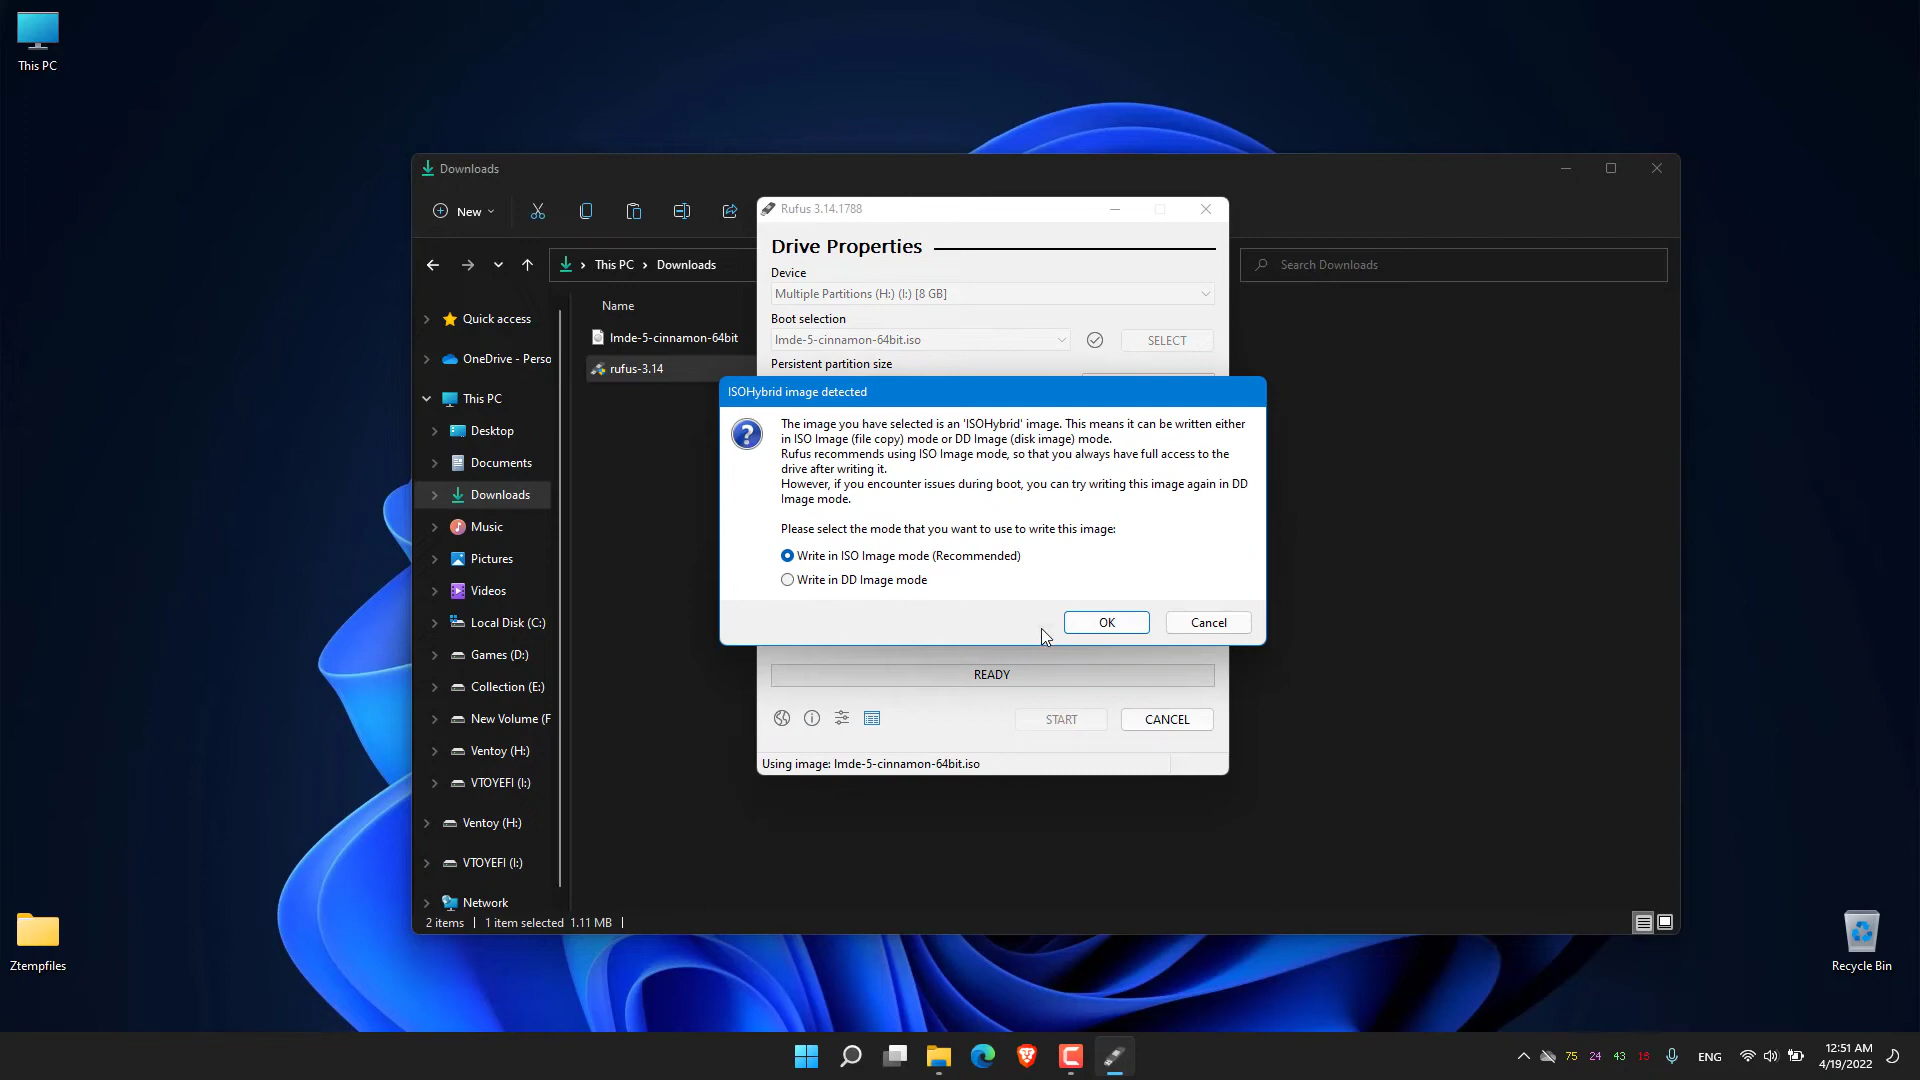 This PC
Downloads
New
Rufus 3.14.1788
Drive Properties
Device
Multiple Partitions (H:) (I:) [8 GB]
Boot selection
lmde-5-cinnamon-64bit.iso
SELECT
Persistent partition size
This PC
Downloads
Search Downloads
Name
lmde-5-cinnamon-64bit
rufus-3.14
Quick access
OneDrive - Perso
This PC
Desktop
Documents
Downloads
Music
Pictures
Videos
Local Disk (C:)
Games (D:)
Collection (E:)
New Volume (F
Ventoy (H:)
VTOYEFI (I:)
Ventoy (H:)
VTOYEFI (I:)
Network
2 items
1 item selected 1.11 MB
ISOHybrid image detected
The image you have selected is an 'ISOHybrid' image. This means it can be written either
in ISO Image (file copy) mode or DD Image (disk image) mode.
Rufus recommends using ISO Image mode, so that you always have full access to the
drive after writing it.
However, if you encounter issues during boot, you can try writing this image again in DD
Image mode.
Please select the mode that you want to use to write this image:
Write in ISO Image mode (Recommended)
Write in DD Image mode
OK
Cancel
READY
START
CANCEL
Using image: lmde-5-cinnamon-64bit.iso
Ztempfiles
Recycle Bin
75 24 43 16
ENG
12:51 AM
4/19/2022